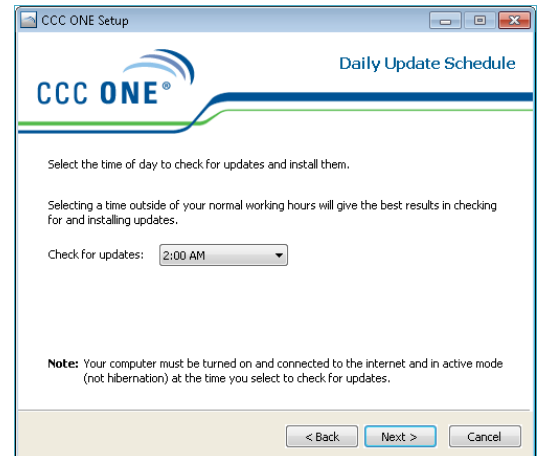 CCC ONE Setup
Daily Update Schedule
CCC ONE®
Select the time of day to check for updates and install them.
Selecting a time outside of your normal working hours will give the best results in checking
for and installing updates.
Check for updates: 2:00 AM
Note: Your computer must be turned on and connected to the internet and in active mode
(not hibernation) at the time you select to check for updates.
< Back Next > Cancel